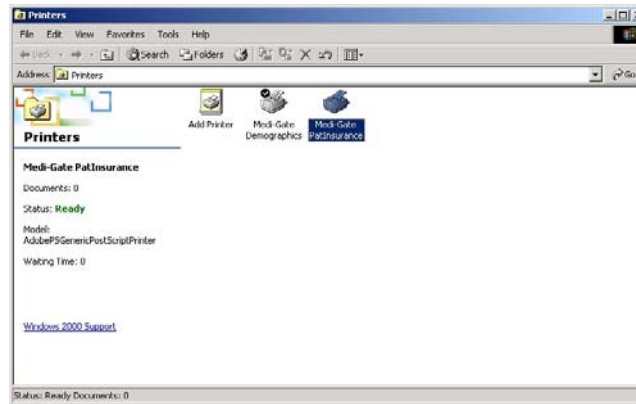 Printers
File Edit View Favorites Tools Help
Back Search Folders
Address Printers Go
Printers
Medi-Gate PatInsurance
Documents: 0
Status: Ready
Model:
AdobePSGenericPostScriptPrinter
Waiting Time: 0
Windows 2000 Support
Add Printer
Medi-Gate
Demographics
Medi-Gate
PatInsurance
Status: Ready Documents: 0